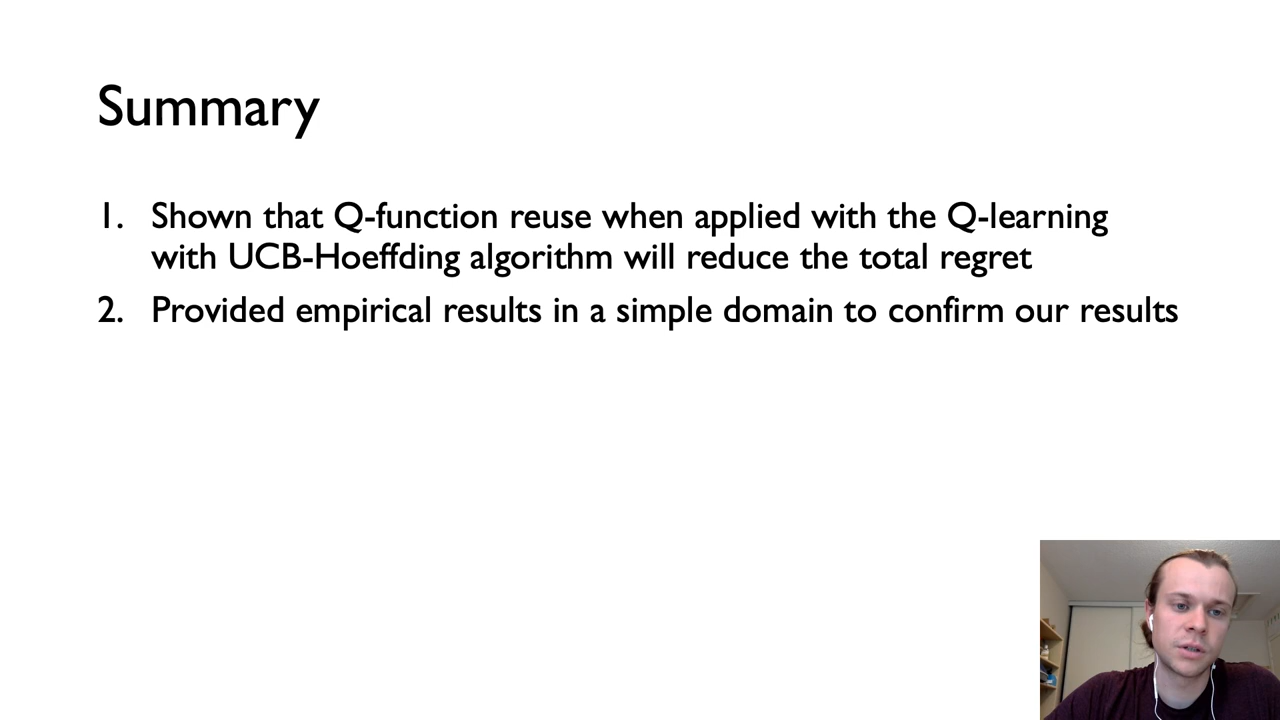 Summary
1. Shown that Q-function reuse when applied with the Q-learning
with UCB-Hoeffding algorithm will reduce the total regret
2. Provided empirical results in a simple domain to confirm our results